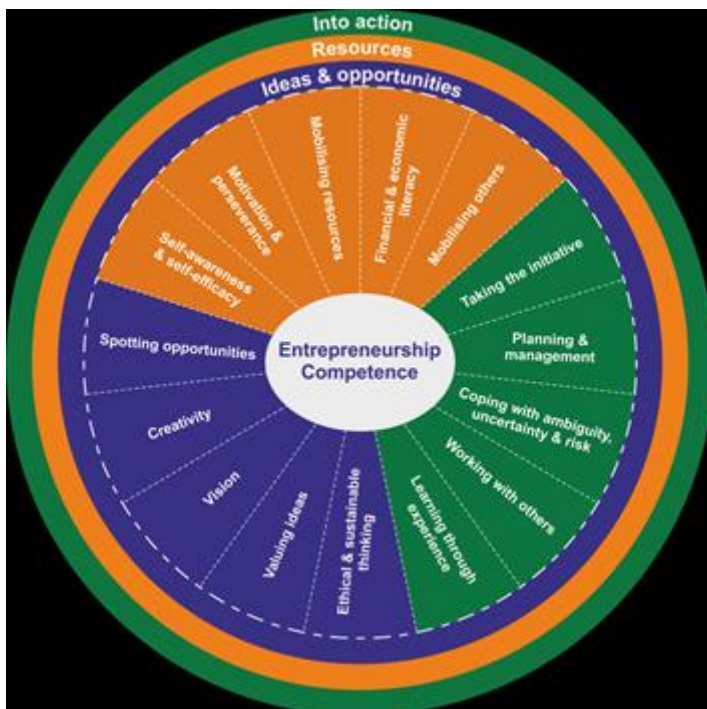 Into action
Resources
Ideas & opportunities
Self-awareness
& self-efficacy
Motivation &
perseverance
Mobilising resources
Financial & economic
literacy
Mobilising others
Taking the initiative
Planning &
management
Coping with ambiguity,
uncertainty & risk
Working with others
Learning through
experience
Ethical & sustainable
thinking
Valuing ideas
Vision
Creativity
Spotting opportunities
Entrepreneurship
Competence